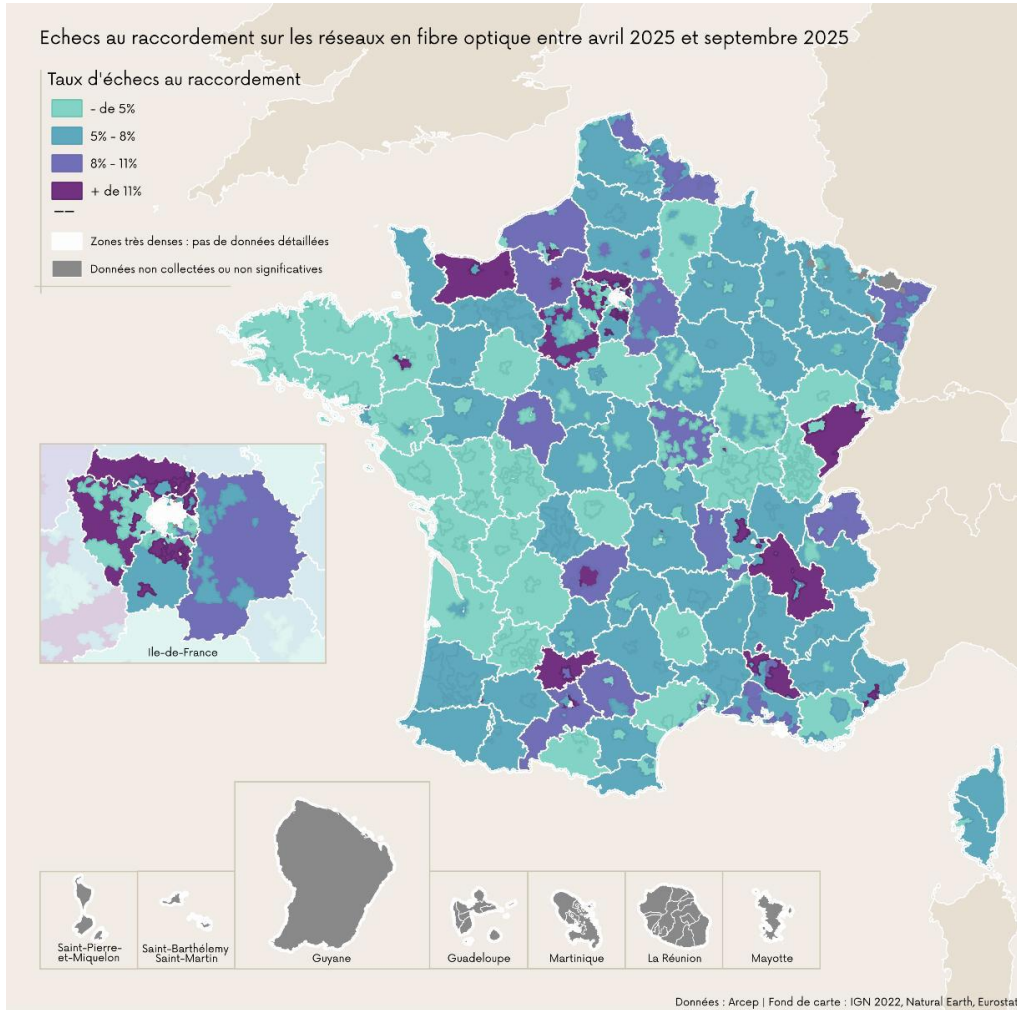 Echecs au raccordement sur les réseaux en fibre optique entre avril 2025 et septembre 2025
Taux d'échecs au raccordement
- de 5%
5% - 8%
8% - 11%
+ de 11%
Zones très denses : pas de données détaillées
Données non collectées ou non significatives
Ile-de-France
Saint-Pierre-
et-Miquelon
Saint-Barthélemy
Saint-Martin
Guyane
Guadeloupe
Martinique
La Réunion
Mayotte
Données : Arcep | Fond de carte : IGN 2022, Natural Earth, Eurostat